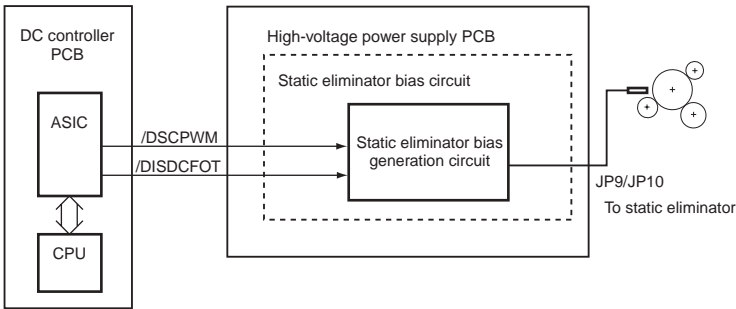 DC controller
PCB
ASIC
CPU
/DSCPWM
/DISDCFOT
High-voltage power supply PCB
Static eliminator bias circuit
Static eliminator bias
generation circuit
JP9/JP10
To static eliminator